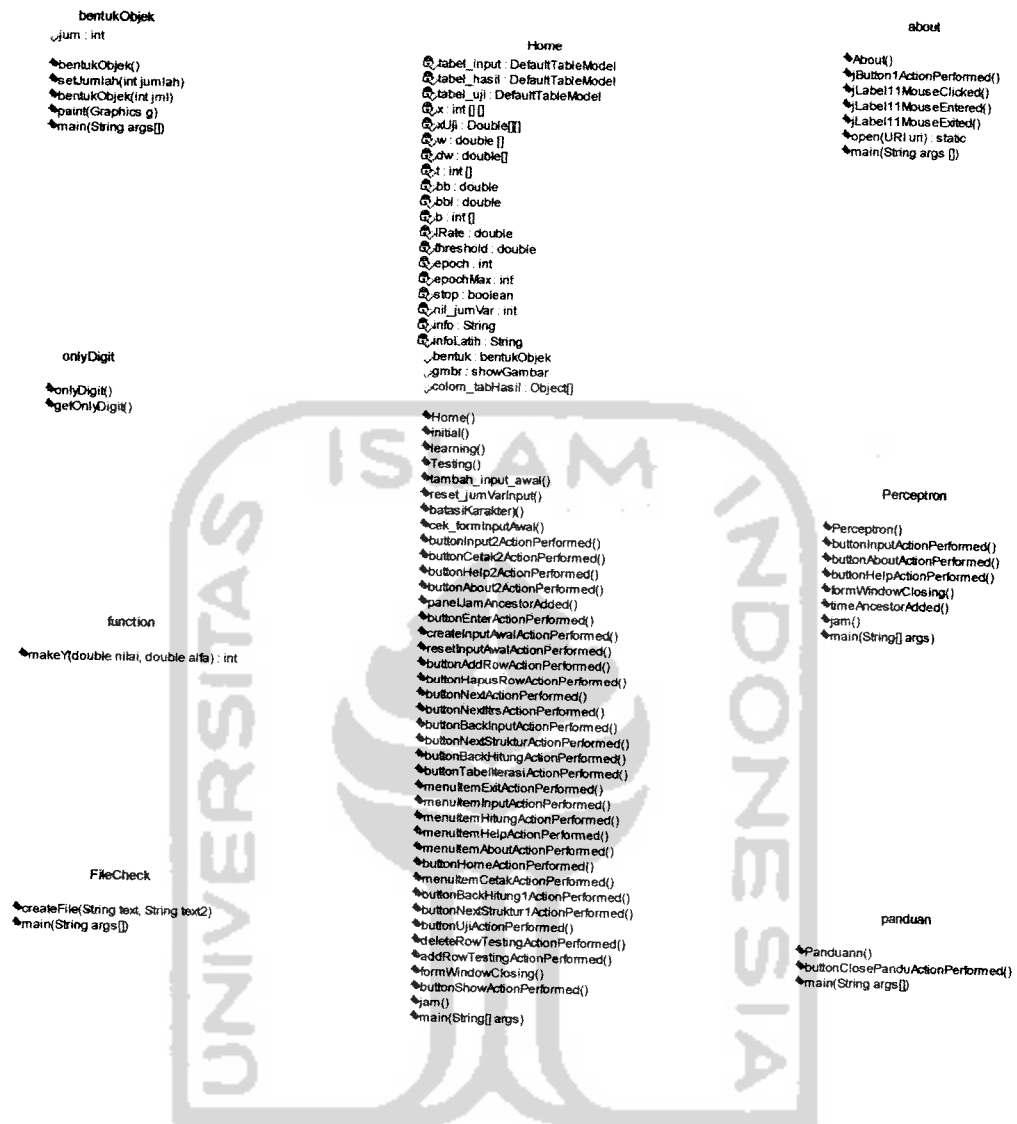 bentukObjek
jum : int
bentukObjek()
setJumlah(int jumlah)
bentukObjek(int jml)
paint(Graphics g)
main(String args[])
onlyDigit
onlyDigit()
getOnlyDigit()
function
makeY(double nilai, double alfa) : int
FileCheck
createFile(String text, String text2)
main(String args[])
Home
tabel_input : DefaultTableModel
tabel_hasil : DefaultTableModel
tabel_uji : DefaultTableModel
x : int [] []
xUji : Double[][]
w : double []
dw : double[]
t : int []
bb : double
bbl : double
b : int []
lRate : double
threshold : double
epoch : int
epochMax : int
stop : boolean
nil_jumVar : int
info : String
infoLatih : String
bentuk : bentukObjek
gmbr : showGambar
colom_tabHasil : Object[]
Home()
initial()
learning()
Testing()
tambah_input_awal()
reset_jumVarInput()
batasiKarakter)()
cek_formInputAwal()
buttonInput2ActionPerformed()
buttonCetak2ActionPerformed()
buttonHelp2ActionPerformed()
buttonAbout2ActionPerformed()
panelJamAncestorAdded()
buttonEnterActionPerformed()
createInputAwalActionPerformed()
resetInputAwalActionPerformed()
buttonAddRowActionPerformed()
buttonHapusRowActionPerformed()
buttonNextActionPerformed()
buttonNextItrsActionPerformed()
buttonBackInputActionPerformed()
buttonNextStrukturActionPerformed()
buttonBackHitungActionPerformed()
buttonTabelIterasiActionPerformed()
menuItemExitActionPerformed()
menuItemInputActionPerformed()
menuItemHitungActionPerformed()
menuItemHelpActionPerformed()
menuItemAboutActionPerformed()
buttonHomeActionPerformed()
menuItemCetakActionPerformed()
buttonBackHitung1ActionPerformed()
buttonNextStruktur1ActionPerformed()
buttonUjiActionPerformed()
deleteRowTestingActionPerformed()
addRowTestingActionPerformed()
formWindowClosing()
buttonShowActionPerformed()
jam()
main(String[] args)
about
About()
jButton1ActionPerformed()
jLabel11MouseClicked()
jLabel11MouseEntered()
jLabel11MouseExited()
open(URI uri) : static
main(String args [])
Perceptron
Perceptron()
buttonInputActionPerformed()
buttonAboutActionPerformed()
buttonHelpActionPerformed()
formWindowClosing()
timeAncestorAdded()
jam()
main(String[] args)
panduan
Panduann()
buttonClosePanduActionPerformed()
main(String args[])
UNIVERSITAS
ISLAM
INDONESIA